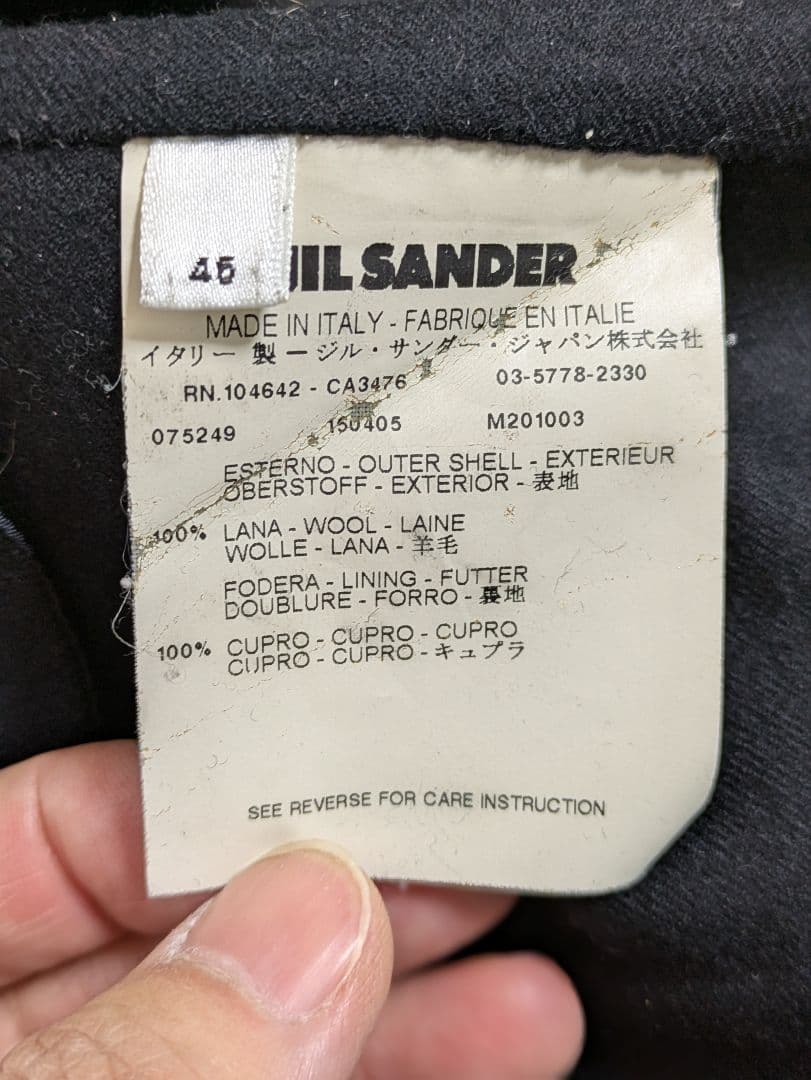 46
JIL SANDER
MADE IN ITALY - FABRIQUE EN ITALIE
イタリー 製 ー ジル・サンダー・ジャパン株式会社
RN.104642 - CA3476 03-5778-2330
075249 150405 M201003
ESTERNO - OUTER SHELL - EXTERIEUR
OBERSTOFF - EXTERIOR - 表地
100% LANA - WOOL - LAINE
WOLLE - LANA - 羊毛
FODERA - LINING - FUTTER
DOUBLURE - FORRO - 裏地
100% CUPRO - CUPRO - CUPRO
CUPRO - CUPRO - キュプラ
SEE REVERSE FOR CARE INSTRUCTION